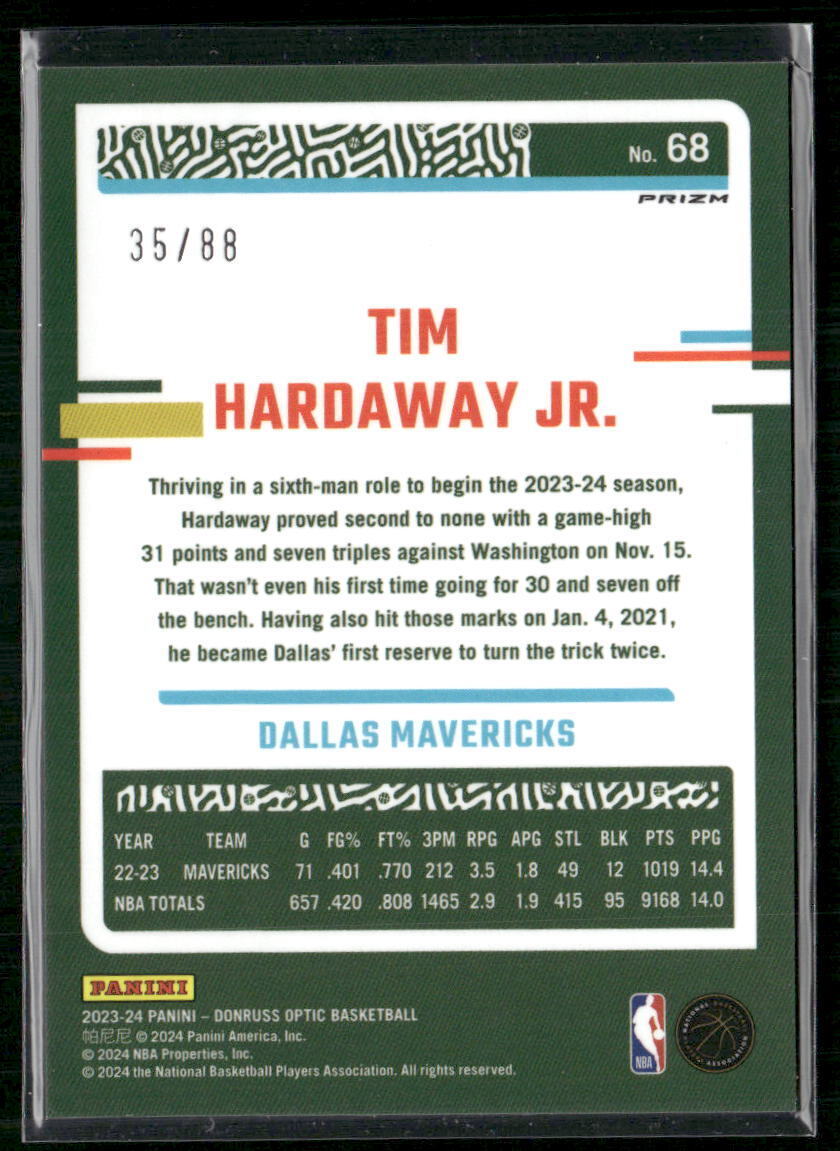 No. 68
PRIZM
35/88
TIM
HARDAWAY JR.
Thriving in a sixth-man role to begin the 2023-24 season,
Hardaway proved second to none with a game-high
31 points and seven triples against Washington on Nov. 15.
That wasn't even his first time going for 30 and seven off
the bench. Having also hit those marks on Jan. 4, 2021,
he became Dallas' first reserve to turn the trick twice.
DALLAS MAVERICKS
YEAR TEAM G FG% FT% 3PM RPG APG STL BLK PTS PPG
22-23 MAVERICKS 71 .401 .770 212 3.5 1.8 49 12 1019 14.4
NBA TOTALS 657 .420 .808 1465 2.9 1.9 415 95 9168 14.0
PANINI
2023-24 PANINI – DONRUSS OPTIC BASKETBALL
帕尼尼 © 2024 Panini America, Inc.
© 2024 NBA Properties, Inc.
© 2024 the National Basketball Players Association. All rights reserved.
NBA
NATIONAL BASKETBALL PLAYERS ASSOCIATION